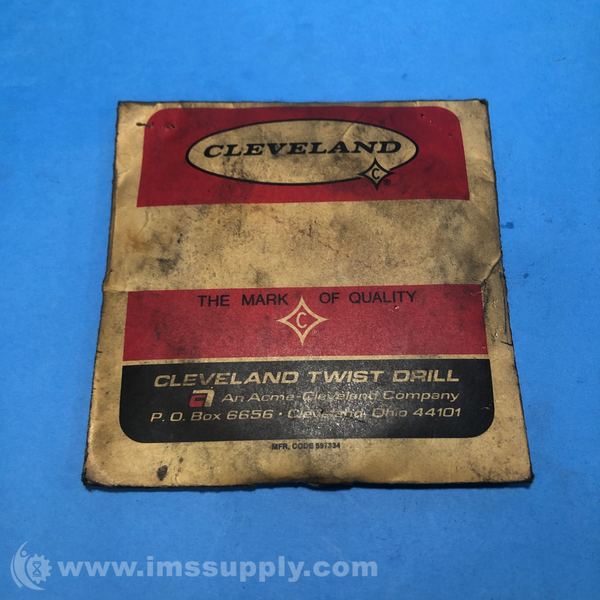 CLEVELAND
C ®
THE MARK OF QUALITY
C
CLEVELAND TWIST DRILL
An Acme-Cleveland Company
P. O. Box 6656 · Cleveland, Ohio 44101
MFR. CODE 597334
www.imssupply.com